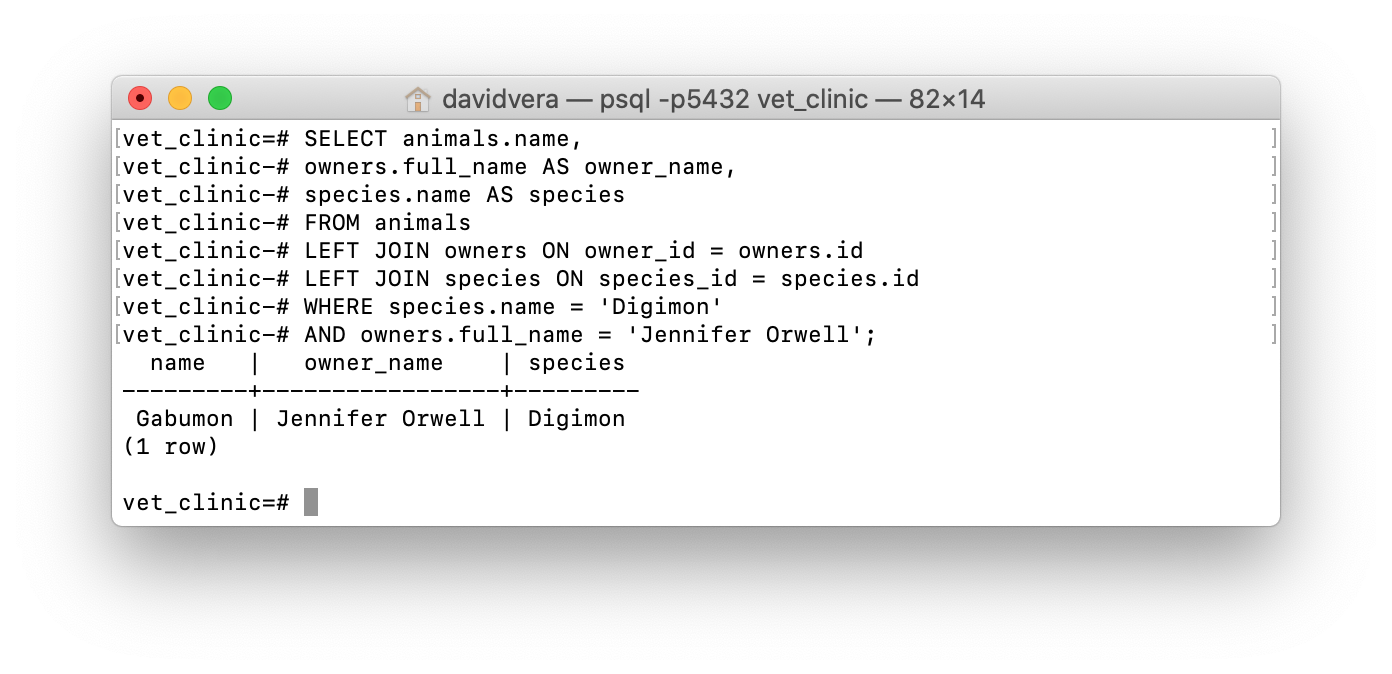 davidvera — psql -p5432 vet_clinic — 82×14
[vet_clinic=# SELECT animals.name, ]
[vet_clinic-# owners.full_name AS owner_name, ]
[vet_clinic-# species.name AS species ]
[vet_clinic-# FROM animals ]
[vet_clinic-# LEFT JOIN owners ON owner_id = owners.id ]
[vet_clinic-# LEFT JOIN species ON species_id = species.id ]
[vet_clinic-# WHERE species.name = 'Digimon' ]
[vet_clinic-# AND owners.full_name = 'Jennifer Orwell'; ]
  name   |   owner_name    | species
---------+-----------------+---------
 Gabumon | Jennifer Orwell | Digimon
(1 row)
vet_clinic=#